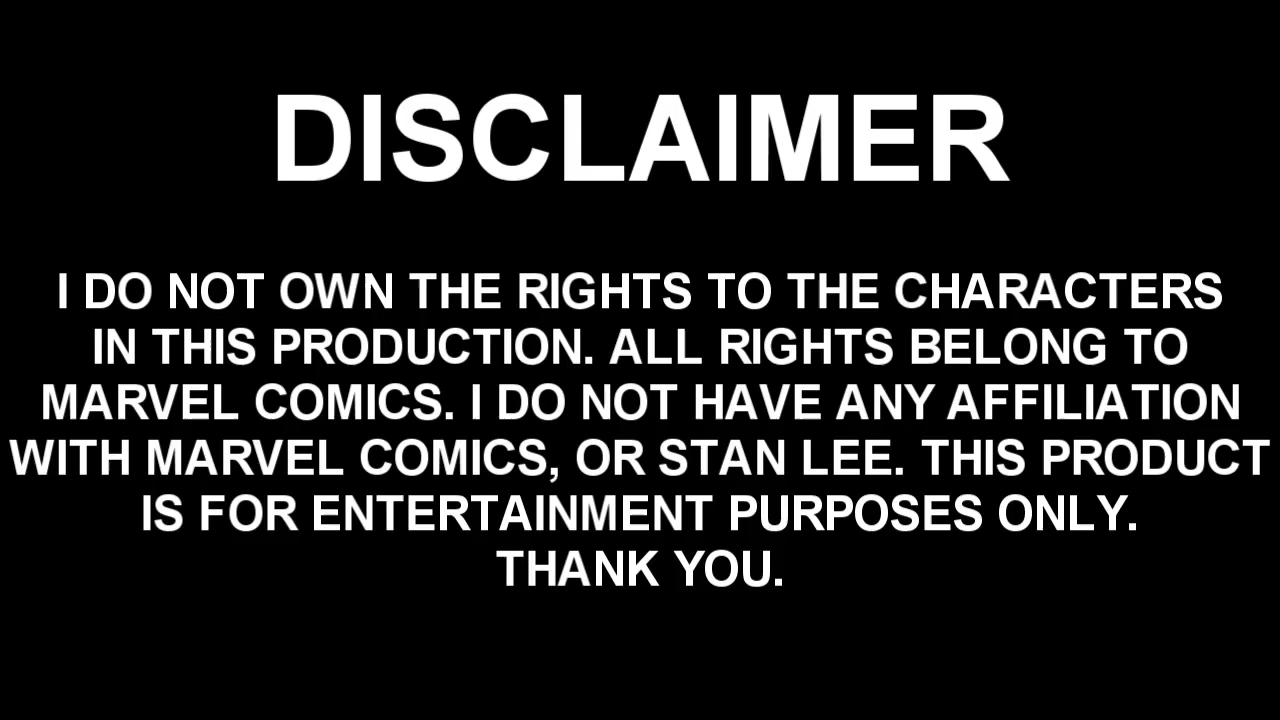 DISCLAIMER
I DO NOT OWN THE RIGHTS TO THE CHARACTERS
IN THIS PRODUCTION. ALL RIGHTS BELONG TO
MARVEL COMICS. I DO NOT HAVE ANY AFFILIATION
WITH MARVEL COMICS, OR STAN LEE. THIS PRODUCT
IS FOR ENTERTAINMENT PURPOSES ONLY.
THANK YOU.